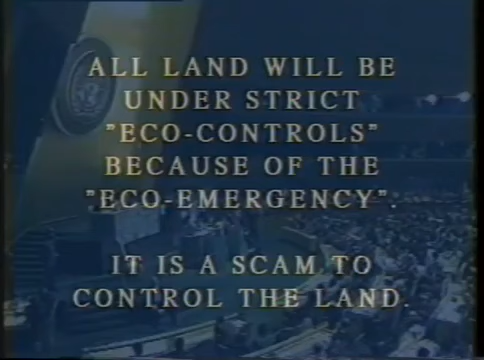 ALL LAND WILL BE
UNDER STRICT
"ECO-CONTROLS"
BECAUSE OF THE
"ECO-EMERGENCY".
IT IS A SCAM TO
CONTROL THE LAND.